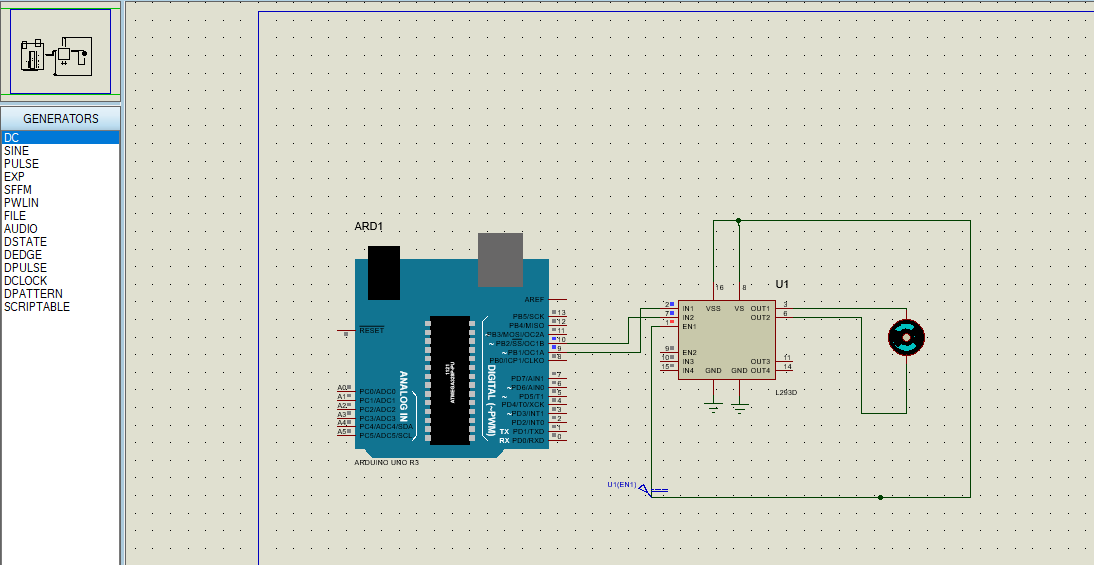 GENERATORS
DC
SINE
PULSE
EXP
SFFM
PWLIN
FILE
AUDIO
DSTATE
DEDGE
DPULSE
DCLOCK
DPATTERN
SCRIPTABLE
ARD1
RESET
AREF
PB5/SCK 13
PB4/MISO 12
~PB3/MOSI/OC2A 11
~ PB2/SS/OC1B 10
~ PB1/OC1A 9
PB0/ICP1/CLKO 8
PD7/AIN1 7
~PD6/AIN0 6
~ PD5/T1 5
PD4/T0/XCK 4
~PD3/INT1 3
PD2/INT0 2
TX PD1/TXD 1
RX PD0/RXD 0
DIGITAL (~PWM)
ANALOG IN
A0 PC0/ADC0
A1 PC1/ADC1
A2 PC2/ADC2
A3 PC3/ADC3
A4 PC4/ADC4/SDA
A5 PC5/ADC5/SCL
1121
ARDUINO UNO R3
U1
16 8
2 IN1 VSS VS OUT1 3
7 IN2 OUT2 6
1 EN1
9 EN2
10 IN3 OUT3 11
15 IN4 GND GND OUT4 14
L293D
U1(EN1)